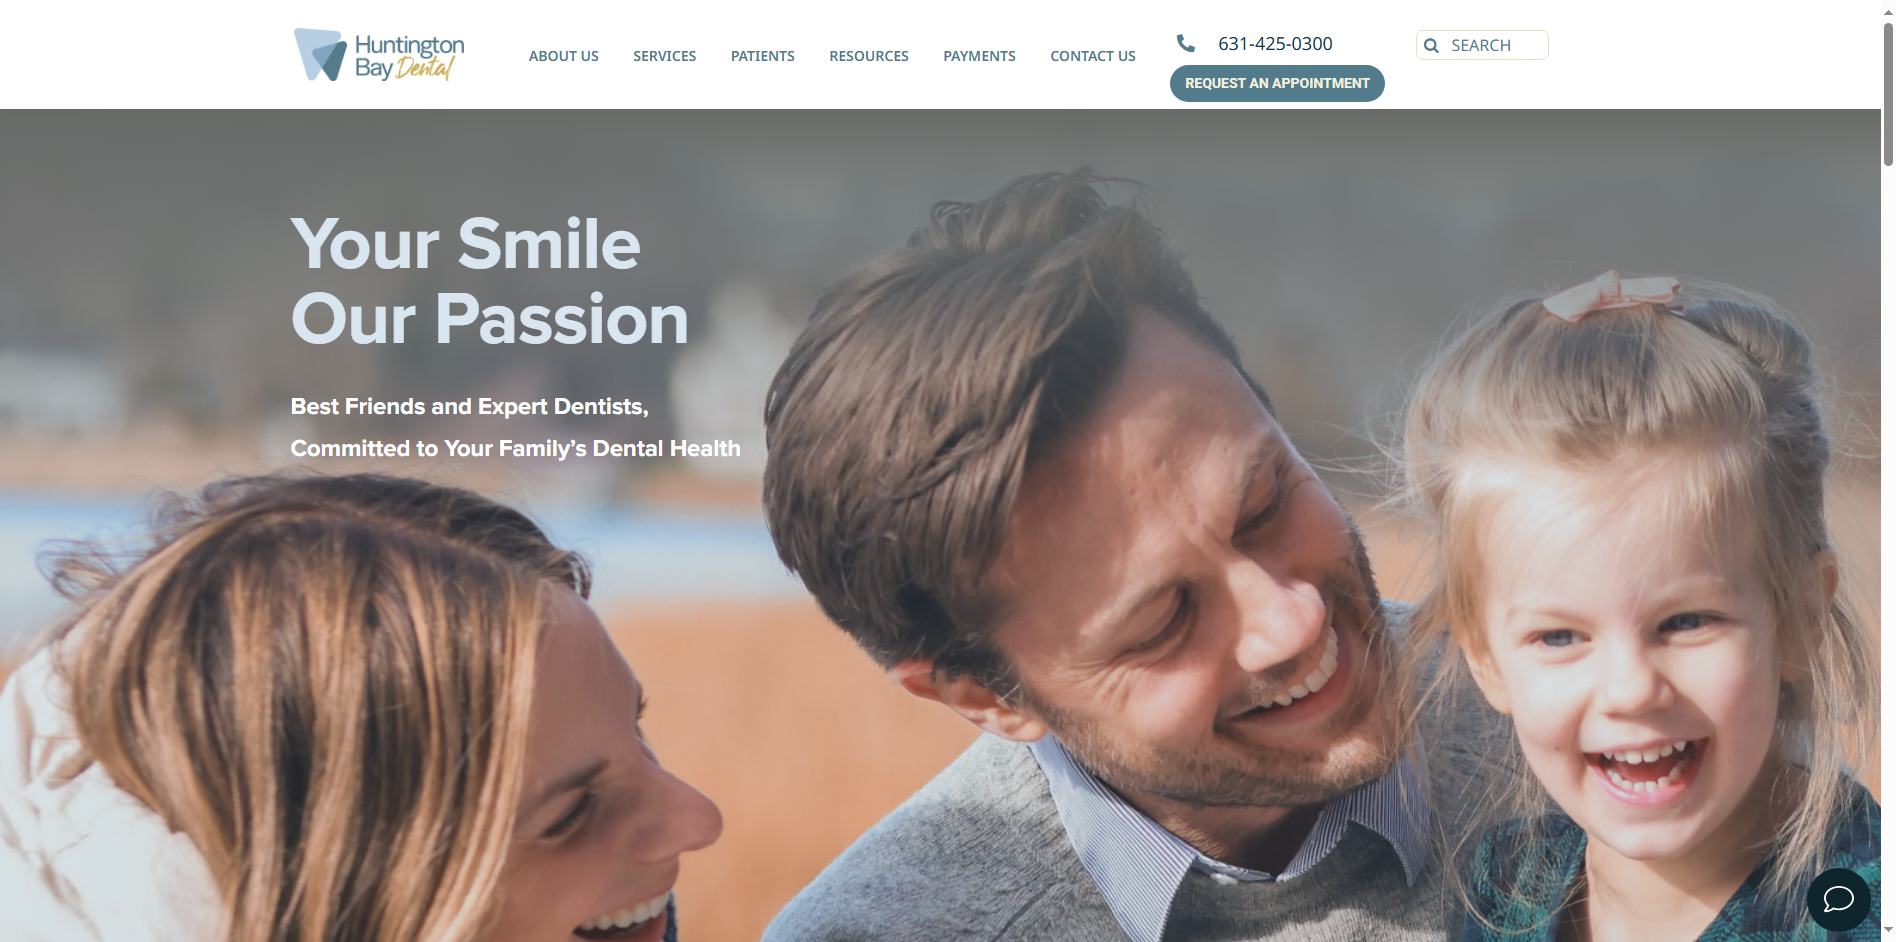 Huntington
Bay Dental
ABOUT US
SERVICES
PATIENTS
RESOURCES
PAYMENTS
CONTACT US
631-425-0300
REQUEST AN APPOINTMENT
SEARCH
Your Smile
Our Passion
Best Friends and Expert Dentists,
Committed to Your Family’s Dental Health